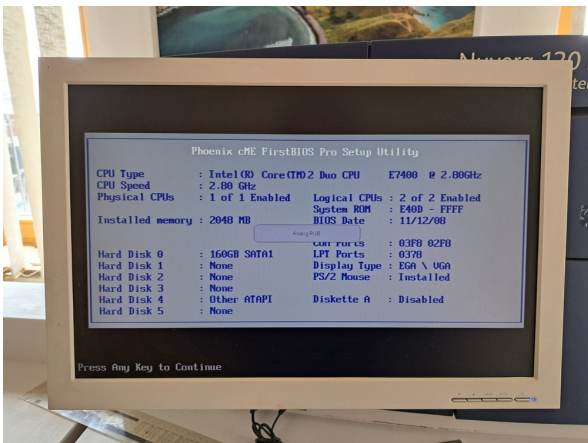 Nuvera 120
Phoenix cME FirstBIOS Pro Setup Utility
CPU Type : Intel(R) Core(TM)2 Duo CPU E7400 @ 2.80GHz
CPU Speed : 2.80 GHz
Physical CPUs : 1 of 1 Enabled Logical CPUs : 2 of 2 Enabled
System ROM : E40D - FFFF
Installed memory : 2048 MB BIOS Date : 11/12/08
Analog RGB
COM Ports : 03F8 02F8
Hard Disk 0 : 160GB SATA1 LPT Ports : 0378
Hard Disk 1 : None Display Type : EGA \ VGA
Hard Disk 2 : None PS/2 Mouse : Installed
Hard Disk 3 : None
Hard Disk 4 : Other ATAPI Diskette A : Disabled
Hard Disk 5 : None
Press Any Key to Continue